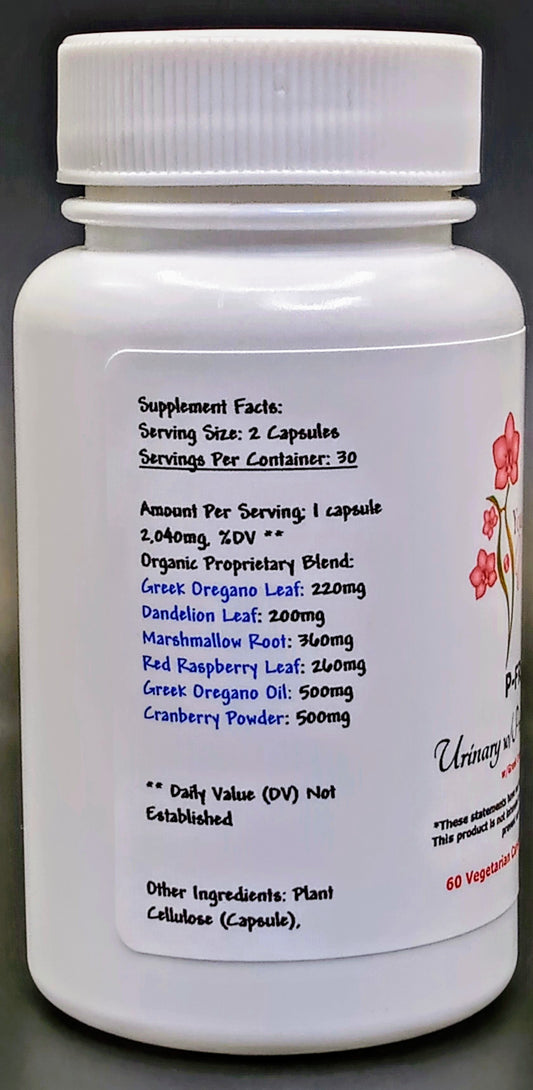 Supplement Facts:
Serving Size: 2 Capsules
Servings Per Container: 30
Amount Per Serving: 1 capsule
2,040mg. %DV **
Organic Proprietary Blend:
Greek Oregano Leaf: 220mg
Dandelion Leaf: 200mg
Marshmallow Root: 360mg
Red Raspberry Leaf: 260mg
Greek Oregano Oil: 500mg
Cranberry Powder: 500mg
** Daily Value (DV) Not
Established
Other Ingredients: Plant
Cellulose (Capsule),
Urinary
*These statements
This product is not
60 Vegetarian